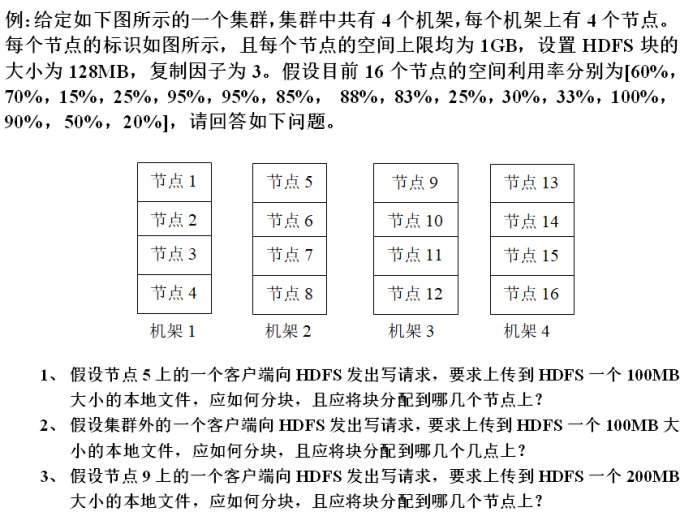 例:给定如下图所示的一个集群,集群中共有 4 个机架,每个机架上有 4 个节点。
每个节点的标识如图所示，且每个节点的空间上限均为 1GB，设置 HDFS 块的
大小为 128MB，复制因子为 3。假设目前 16 个节点的空间利用率分别为[60%，
70%，15%，25%，95%，95%，85%， 88%，83%，25%，30%，33%，100%，
90%，50%，20%]，请回答如下问题。
节点 1 节点 5 节点 9 节点 13
节点 2 节点 6 节点 10 节点 14
节点 3 节点 7 节点 11 节点 15
节点 4 节点 8 节点 12 节点 16
机架 1 机架 2 机架 3 机架 4
1、 假设节点 5 上的一个客户端向 HDFS 发出写请求，要求上传到 HDFS 一个 100MB
大小的本地文件，应如何分块，且应将块分配到哪几个节点上？
2、 假设集群外的一个客户端向 HDFS 发出写请求，要求上传到 HDFS 一个 100MB 大
小的本地文件，应如何分块，且应将块分配到哪几个几点上？
3、 假设节点 9 上的一个客户端向 HDFS 发出写请求，要求上传到 HDFS 一个 200MB
大小的本地文件，应如何分块，且应将块分配到哪几个节点上？